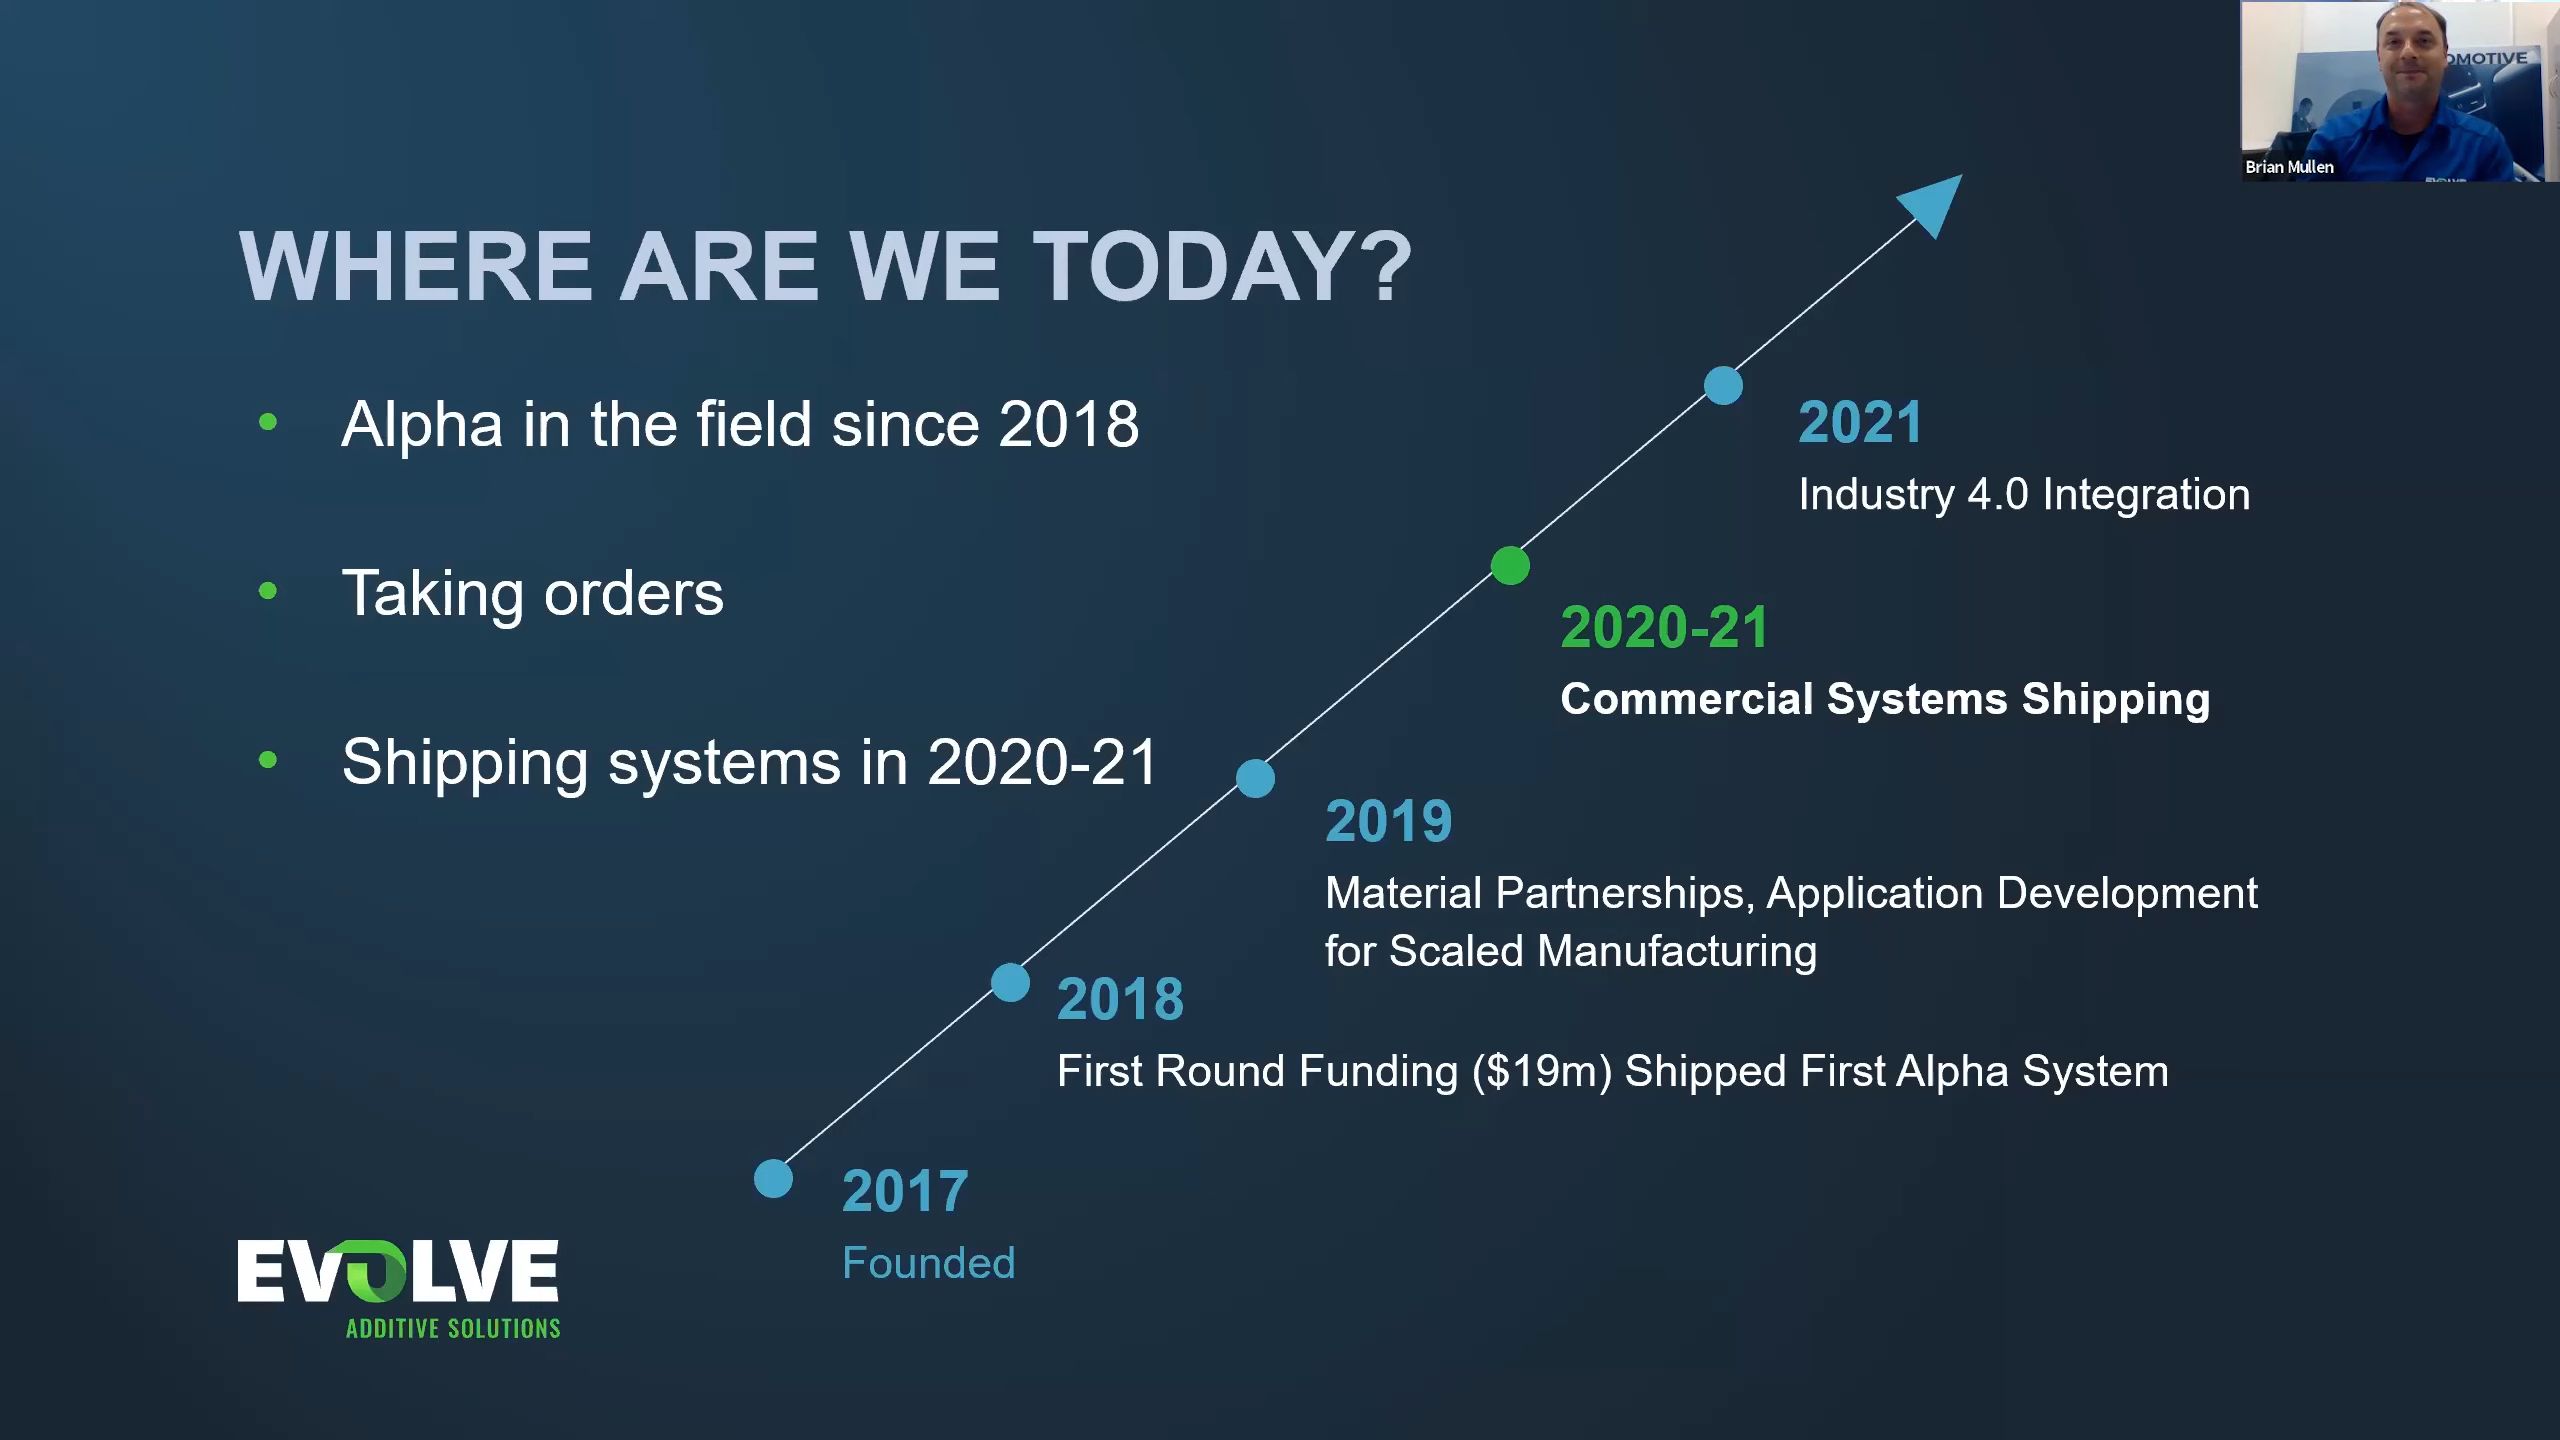 OMOTIVE
Brian Mullen
WHERE ARE WE TODAY?
• Alpha in the field since 2018
• Taking orders
• Shipping systems in 2020-21
2021
Industry 4.0 Integration
2020-21
Commercial Systems Shipping
2019
Material Partnerships, Application Development
for Scaled Manufacturing
2018
First Round Funding ($19m) Shipped First Alpha System
2017
Founded
EVOLVE
ADDITIVE SOLUTIONS